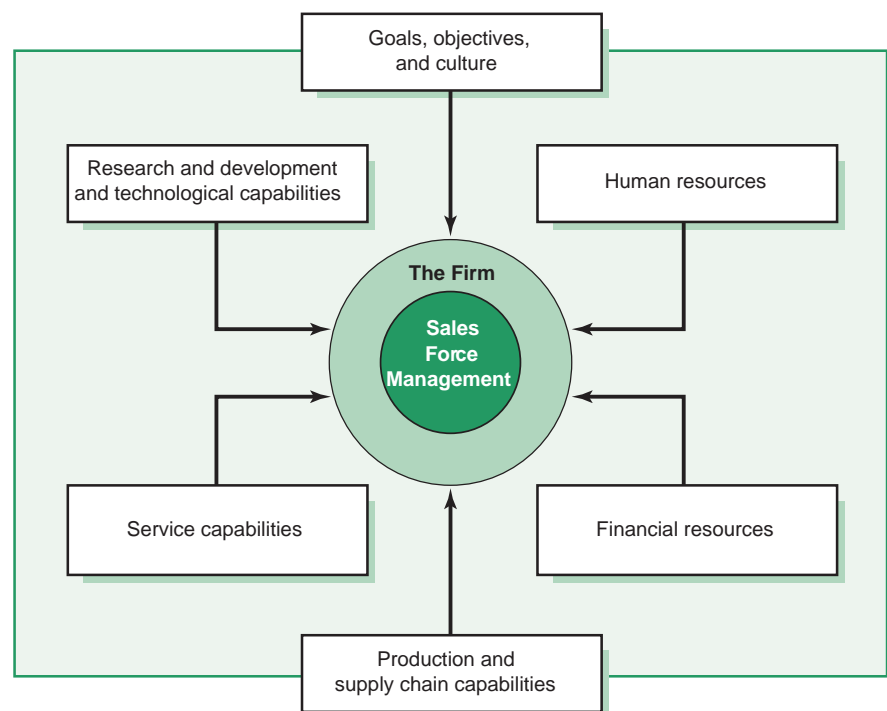 Goals, objectives,
and culture
Research and development
and technological capabilities
Human resources
The Firm
Sales
Force
Management
Service capabilities
Financial resources
Production and
supply chain capabilities